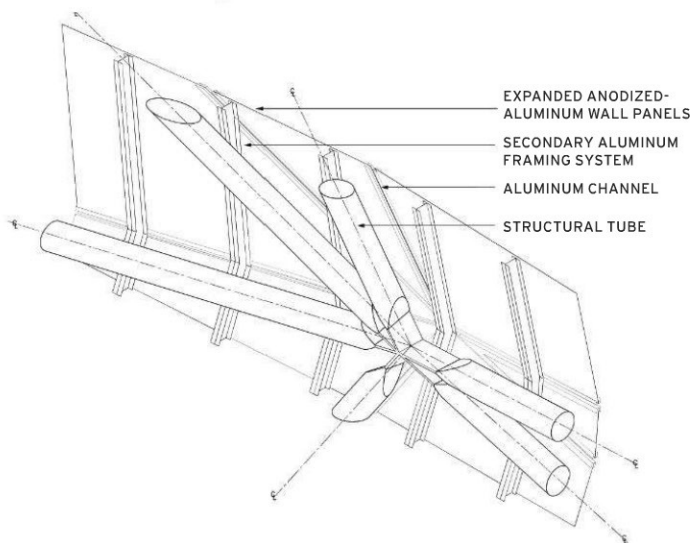 EXPANDED ANODIZED-
ALUMINUM WALL PANELS
SECONDARY ALUMINUM
FRAMING SYSTEM
ALUMINUM CHANNEL
STRUCTURAL TUBE